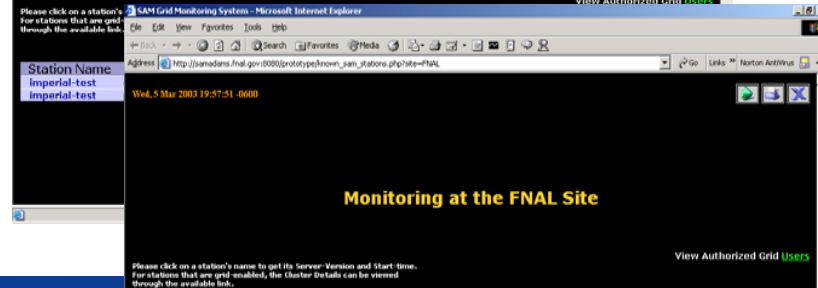 View Authorized Grid Users
Please click on a station's
For stations that are grid-
through the available link.
Station Name
imperial-test
imperial-test
SAM Grid Monitoring System - Microsoft Internet Explorer
File Edit View Favorites Tools Help
Back Search Favorites Media
Address http://samadams.fnal.gov:8080/prototype/known_sam_stations.php?site=FNAL Go Links » Norton AntiVirus
Wed, 5 Mar 2003 19:57:51 -0600
Monitoring at the FNAL Site
View Authorized Grid Users
Please click on a station's name to get its Server-Version and Start-time.
For stations that are grid-enabled, the Cluster Details can be viewed
through the available link.